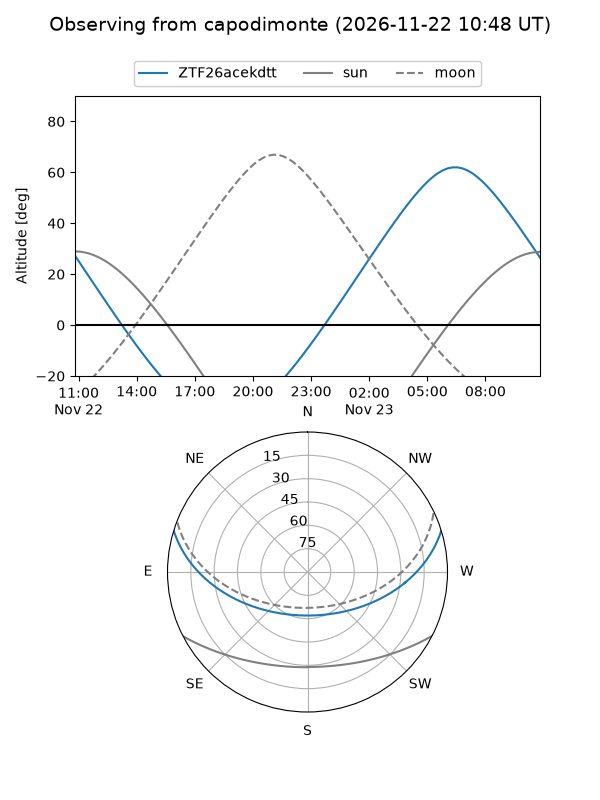 Observing from capodimonte (2026-11-22 10:48 UT)
ZTF26acekdtt sun moon
80
60
40
20
0
−20
Altitude [deg]
11:00 14:00 17:00 20:00 23:00 02:00 05:00 08:00
Nov 22 Nov 23
N
NE NW
15
30
45
60
75
E W
SE SW
S